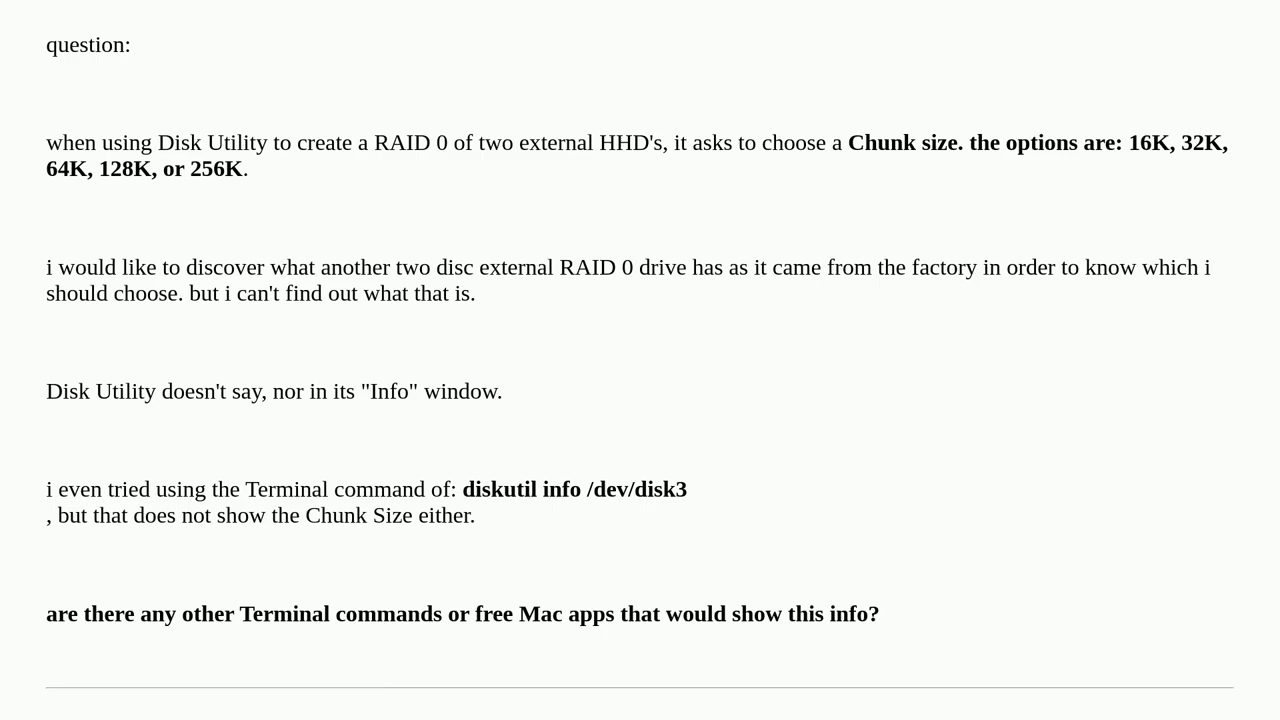 question:
when using Disk Utility to create a RAID 0 of two external HHD's, it asks to choose a Chunk size. the options are: 16K, 32K,
64K, 128K, or 256K.
i would like to discover what another two disc external RAID 0 drive has as it came from the factory in order to know which i
should choose. but i can't find out what that is.
Disk Utility doesn't say, nor in its "Info" window.
i even tried using the Terminal command of: diskutil info /dev/disk3
, but that does not show the Chunk Size either.
are there any other Terminal commands or free Mac apps that would show this info?